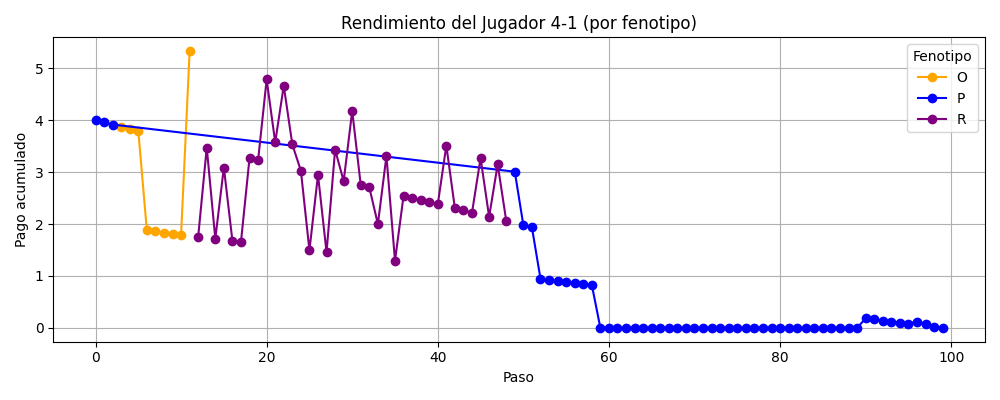 Rendimiento del Jugador 4-1 (por fenotipo)
Pago acumulado
5
4
3
2
1
0
0
20
40
60
80
100
Paso
Fenotipo
O
P
R